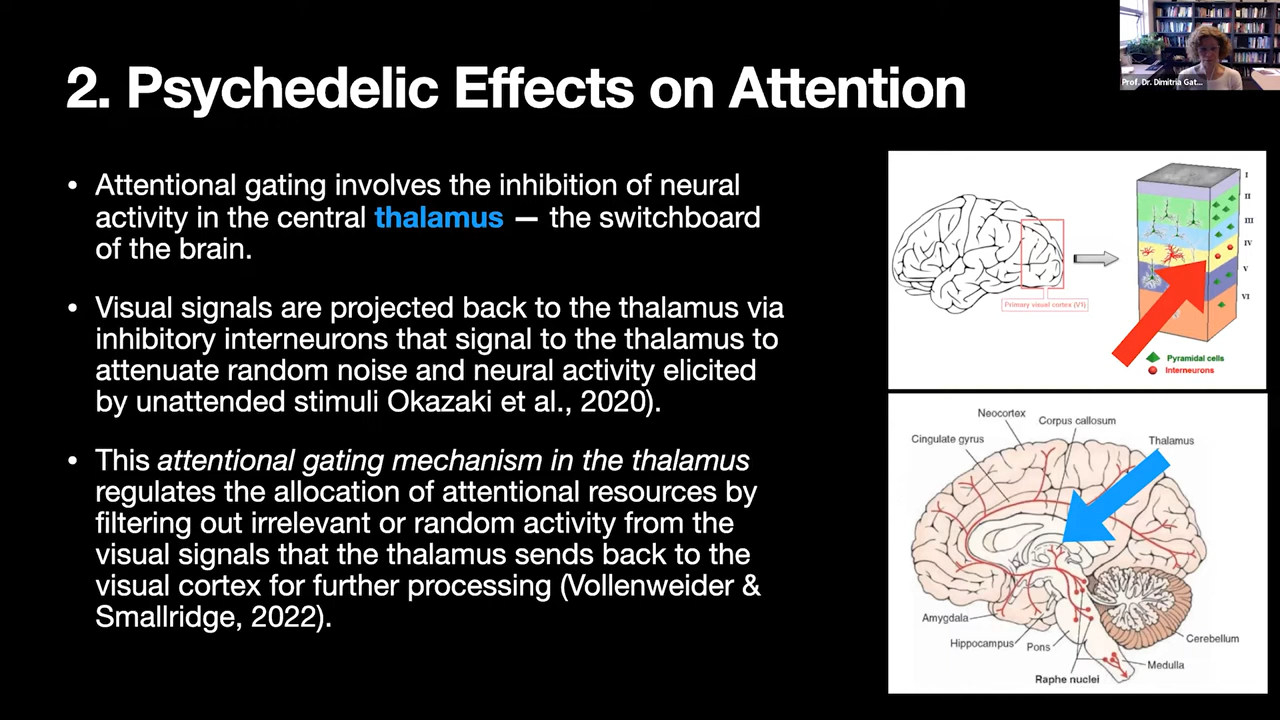 2. Psychedelic Effects on Attention
Prof. Dr. Dimitria Gat...
• Attentional gating involves the inhibition of neural
activity in the central thalamus — the switchboard
of the brain.
• Visual signals are projected back to the thalamus via
inhibitory interneurons that signal to the thalamus to
attenuate random noise and neural activity elicited
by unattended stimuli Okazaki et al., 2020).
• This attentional gating mechanism in the thalamus
regulates the allocation of attentional resources by
filtering out irrelevant or random activity from the
visual signals that the thalamus sends back to the
visual cortex for further processing (Vollenweider &
Smallridge, 2022).
I
II
III
IV
V
VI
Primary visual cortex (V1)
Pyramidal cells
Interneurons
Neocortex
Corpus callosum
Cingulate gyrus
Thalamus
Amygdala
Hippocampus
Pons
Cerebellum
Medulla
Raphe nuclei